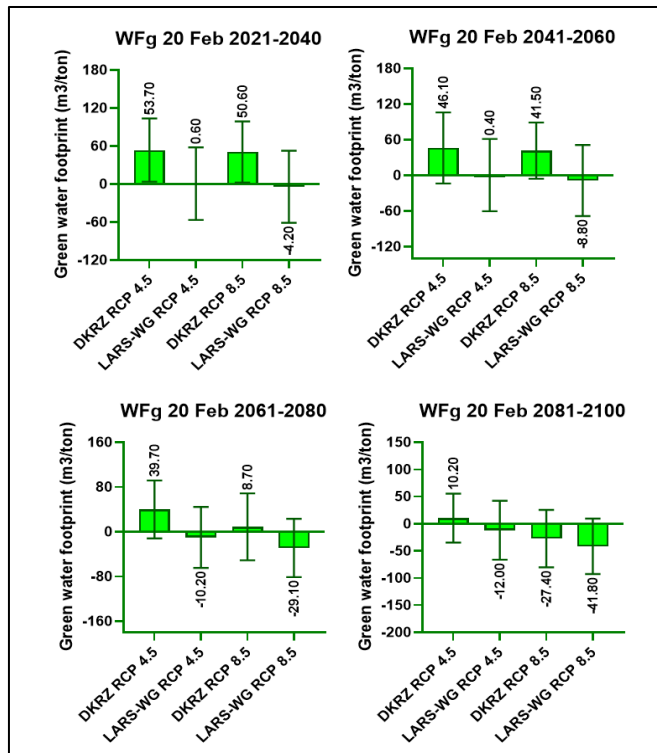 WFg 20 Feb 2021-2040
Green water footprint (m3/ton)
180
120
60
0
-60
-120
53.70
0.60
50.60
-4.20
DKRZ RCP 4.5
LARS-WG RCP 4.5
DKRZ RCP 8.5
LARS-WG RCP 8.5
WFg 20 Feb 2041-2060
Green water footprint (m3/ton)
180
120
60
0
-60
-120
46.10
0.40
41.50
-8.80
DKRZ RCP 4.5
LARS-WG RCP 4.5
DKRZ RCP 8.5
LARS-WG RCP 8.5
WFg 20 Feb 2061-2080
Green water footprint (m3/ton)
160
80
0
-80
-160
39.70
-10.20
8.70
-29.10
DKRZ RCP 4.5
LARS-WG RCP 4.5
DKRZ RCP 8.5
LARS-WG RCP 8.5
WFg 20 Feb 2081-2100
Green water footprint (m3/ton)
150
100
50
0
-50
-100
-150
-200
10.20
-12.00
-27.40
-41.80
DKRZ RCP 4.5
LARS-WG RCP 4.5
DKRZ RCP 8.5
LARS-WG RCP 8.5